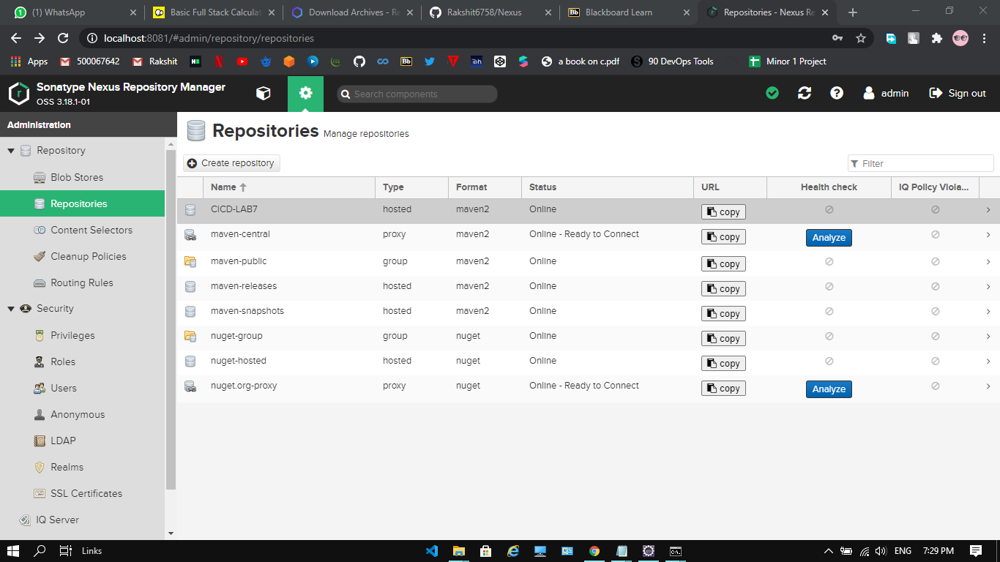 (1) WhatsApp
Basic Full Stack Calculat
Download Archives - Re
Rakshit6758/Nexus
Blackboard Learn
Repositories - Nexus Re
localhost:8081/#admin/repository/repositories
Apps
500067642
Rakshit
a book on c.pdf
90 DevOps Tools
Minor 1 Project
Sonatype Nexus Repository Manager
OSS 3.18.1-01
Search components
admin
Sign out
Administration
Repository
Blob Stores
Repositories
Content Selectors
Cleanup Policies
Routing Rules
Security
Privileges
Roles
Users
Anonymous
LDAP
Realms
SSL Certificates
IQ Server
Repositories Manage repositories
Create repository
Filter
Name Type Format Status URL Health check IQ Policy Viola...
CICD-LAB7 hosted maven2 Online copy
maven-central proxy maven2 Online - Ready to Connect copy Analyze
maven-public group maven2 Online copy
maven-releases hosted maven2 Online copy
maven-snapshots hosted maven2 Online copy
nuget-group group nuget Online copy
nuget-hosted hosted nuget Online copy
nuget.org-proxy proxy nuget Online - Ready to Connect copy Analyze
Links
ENG
7:29 PM